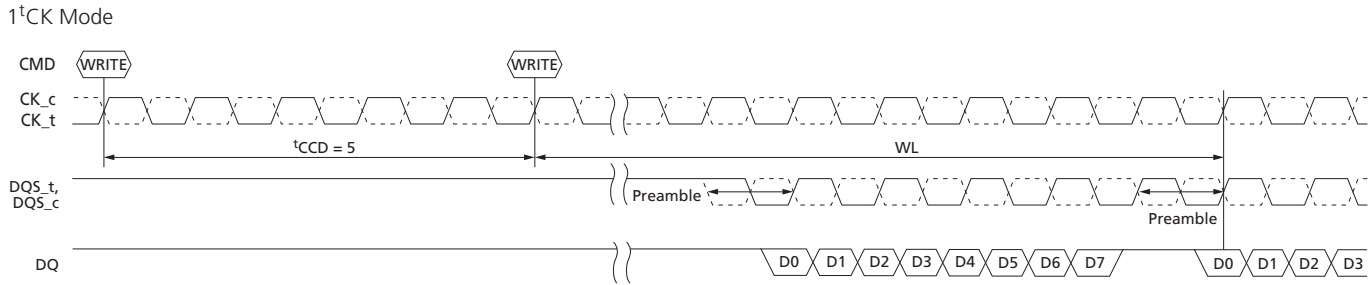 1tCK Mode
CMD WRITE WRITE
CK_c
CK_t
tCCD = 5 WL
DQS_t,
DQS_c
Preamble
Preamble
DQ D0 D1 D2 D3 D4 D5 D6 D7 D0 D1 D2 D3